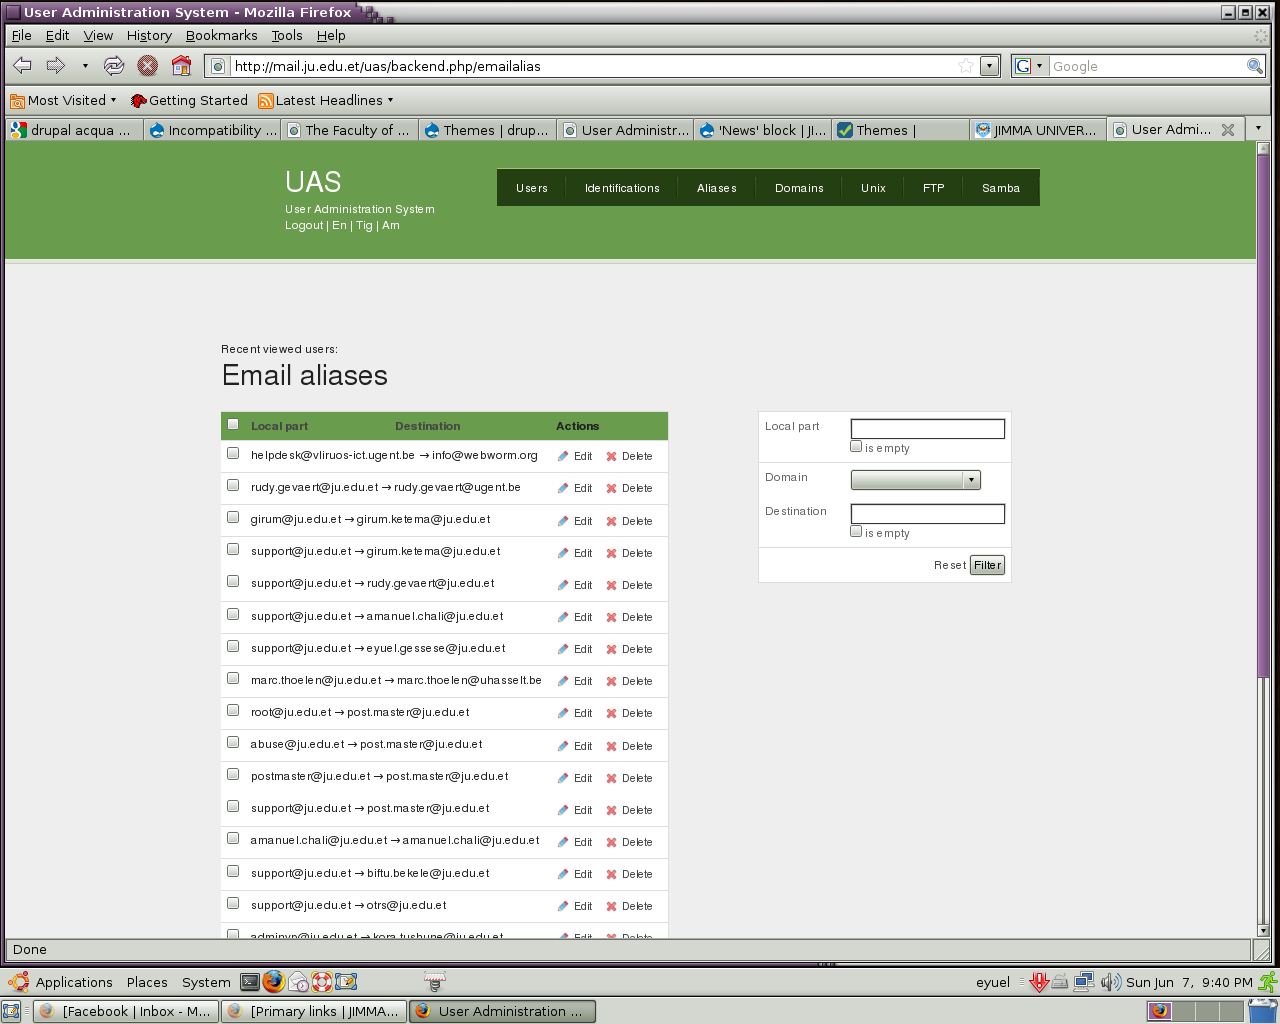 User Administration System - Mozilla Firefox
File Edit View History Bookmarks Tools Help
http://mail.ju.edu.et/uas/backend.php/emailalias
G Google
Most Visited Getting Started Latest Headlines
drupal acqua ... Incompatibility ... The Faculty of ... Themes | drup... User Administr... 'News' block | JI... Themes | JIMMA UNIVER... User Admi...
UAS
Users Identifications Aliases Domains Unix FTP Samba
User Administration System
Logout | En | Tig | Am
Recent viewed users:
Email aliases
Local part Destination Actions
helpdesk@vliruos-ict.ugent.be → info@webworm.org Edit Delete
rudy.gevaert@ju.edu.et → rudy.gevaert@ugent.be Edit Delete
girum@ju.edu.et → girum.ketema@ju.edu.et Edit Delete
support@ju.edu.et → girum.ketema@ju.edu.et Edit Delete
support@ju.edu.et → rudy.gevaert@ju.edu.et Edit Delete
support@ju.edu.et → amanuel.chali@ju.edu.et Edit Delete
support@ju.edu.et → eyuel.gessese@ju.edu.et Edit Delete
marc.thoelen@ju.edu.et → marc.thoelen@uhasselt.be Edit Delete
root@ju.edu.et → post.master@ju.edu.et Edit Delete
abuse@ju.edu.et → post.master@ju.edu.et Edit Delete
postmaster@ju.edu.et → post.master@ju.edu.et Edit Delete
support@ju.edu.et → post.master@ju.edu.et Edit Delete
amanuel.chali@ju.edu.et → amanuel.chali@ju.edu.et Edit Delete
support@ju.edu.et → biftu.bekele@ju.edu.et Edit Delete
support@ju.edu.et → otrs@ju.edu.et Edit Delete
Local part
is empty
Domain
Destination
is empty
Reset Filter
Done
Applications Places System eyuel Sun Jun 7, 9:40 PM
[Facebook | Inbox - M... [Primary links | JIMMA... User Administration ...